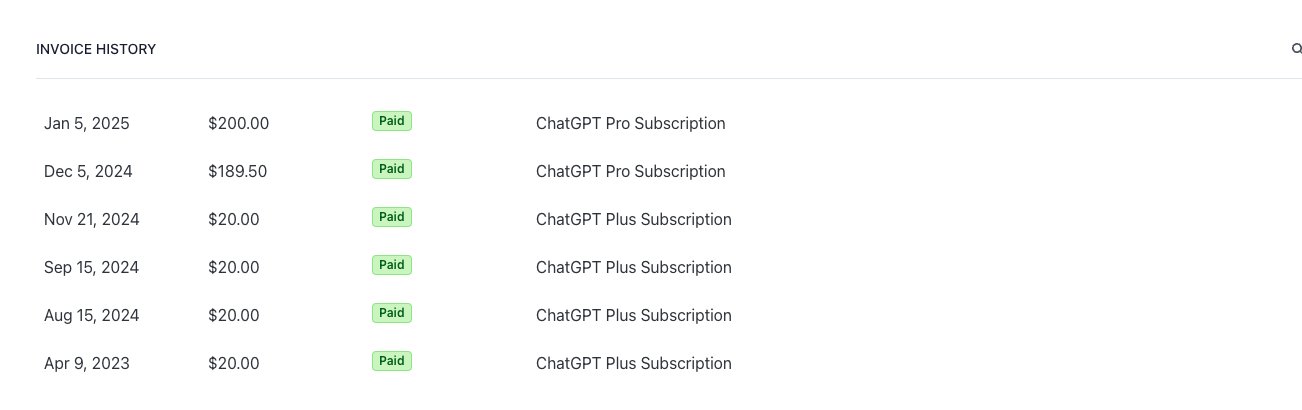 INVOICE HISTORY
Jan 5, 2025 $200.00 Paid ChatGPT Pro Subscription
Dec 5, 2024 $189.50 Paid ChatGPT Pro Subscription
Nov 21, 2024 $20.00 Paid ChatGPT Plus Subscription
Sep 15, 2024 $20.00 Paid ChatGPT Plus Subscription
Aug 15, 2024 $20.00 Paid ChatGPT Plus Subscription
Apr 9, 2023 $20.00 Paid ChatGPT Plus Subscription